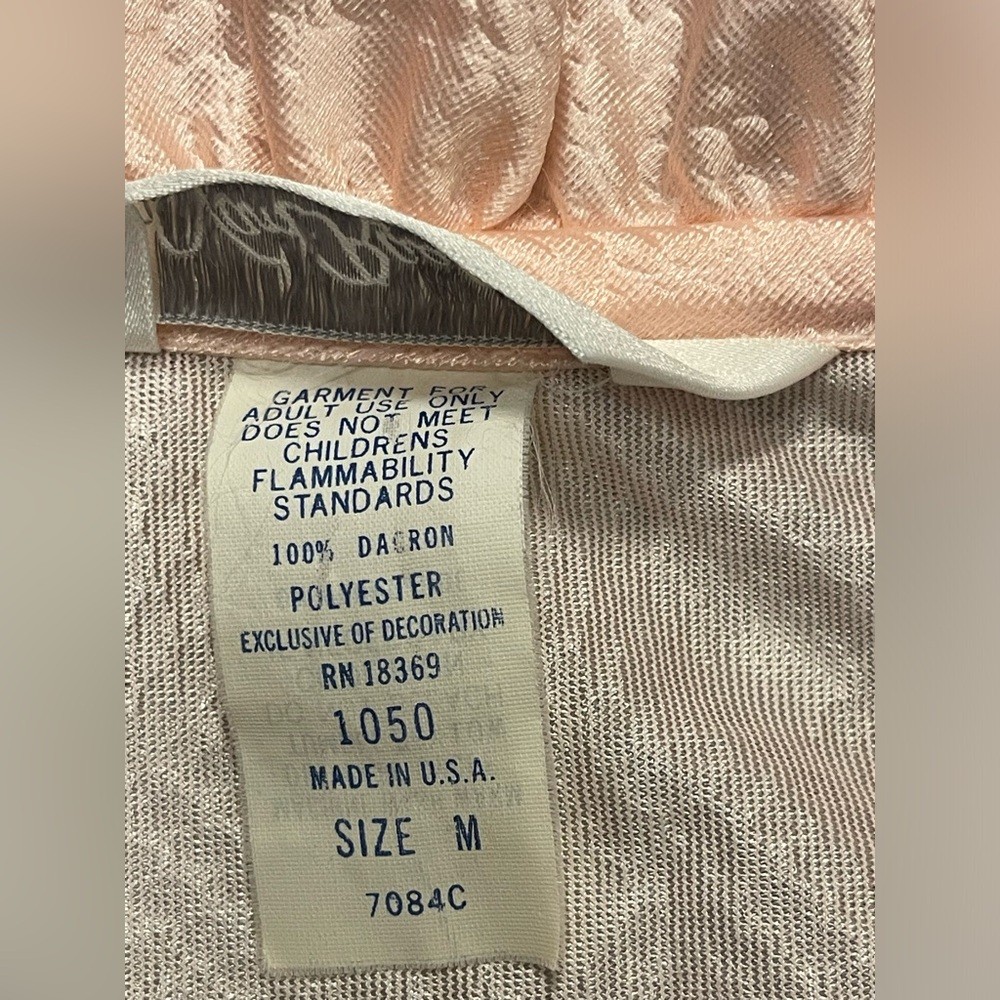 GARMENT FOR
ADULT USE ONLY
DOES NOT MEET
CHILDRENS
FLAMMABILITY
STANDARDS
100% DACRON
POLYESTER
EXCLUSIVE OF DECORATION
RN 18369
1050
MADE IN U.S.A.
SIZE M
7084C